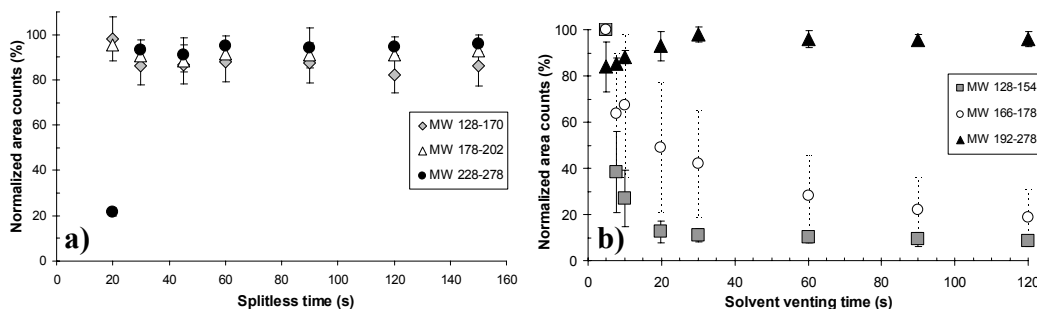 Normalized area counts (%)
120
100
80
60
40
20
0
MW 128-170
MW 178-202
MW 228-278
a)
0 20 40 60 80 100 120 140 160
Splitless time (s)
Normalized area counts (%)
100
80
60
40
20
0
MW 128-154
MW 166-178
MW 192-278
b)
0 20 40 60 80 100 120
Solvent venting time (s)